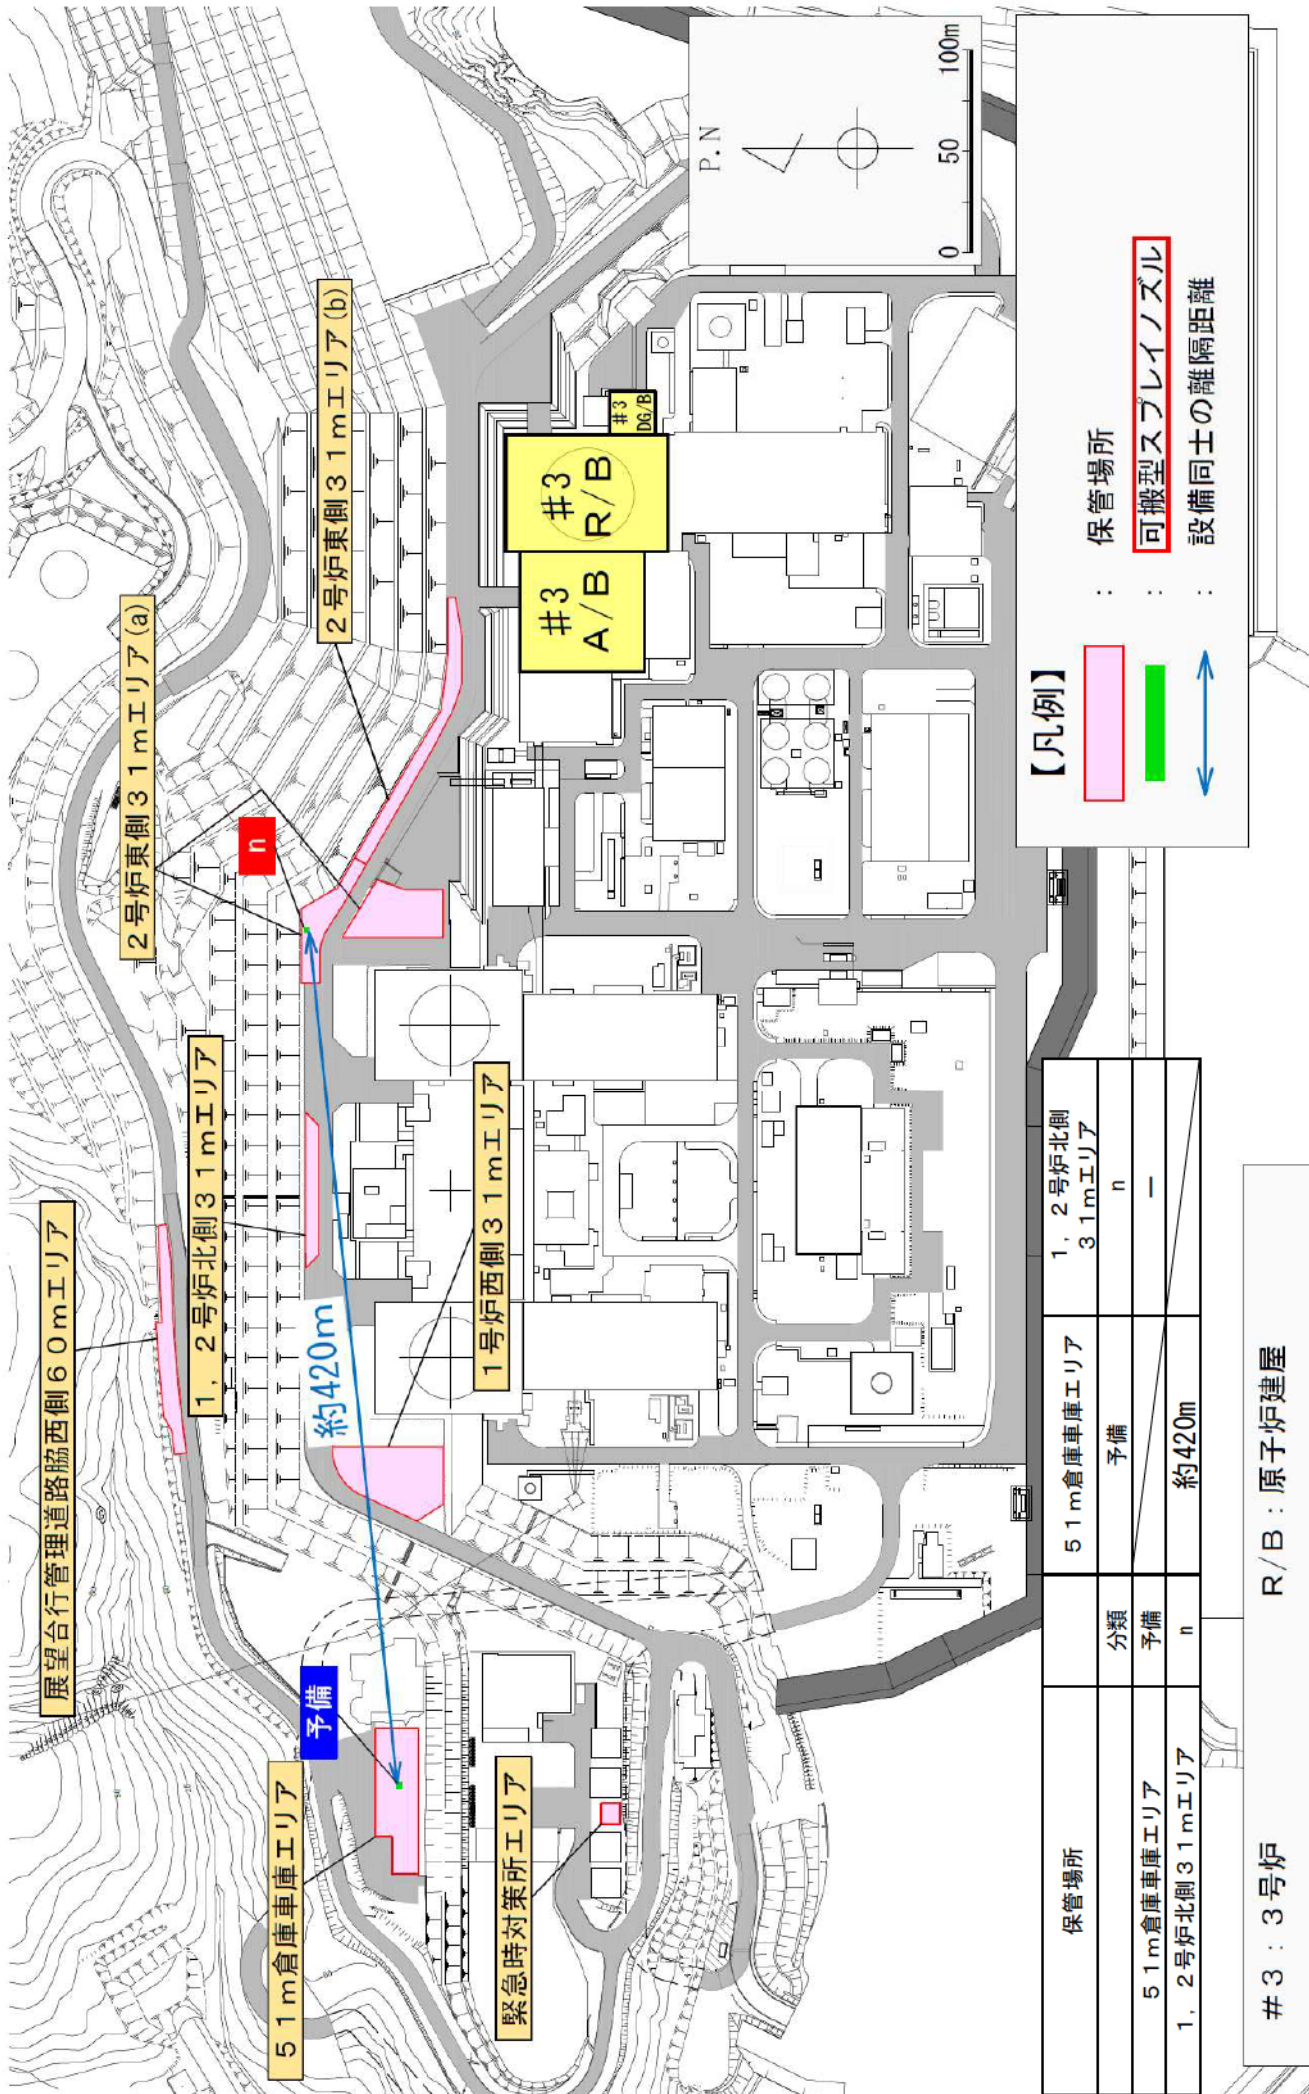 展望台行管理道路脇西側６０ｍエリア
２号炉東側３１ｍエリア(a)
２号炉東側３１ｍエリア(b)
n
１，２号炉北側３１ｍエリア
１号炉西側３１ｍエリア
約420m
予備
５１ｍ倉庫車庫エリア
緊急時対策所エリア
#3
A/B
#3
R/B
#3
DG/B
P.N
0 50 100m
【凡例】
： 保管場所
： 可搬型スプレイノズル
： 設備同士の離隔距離
保管場所 ５１ｍ倉庫車庫エリア １，２号炉北側
３１ｍエリア
分類 予備 n
５１ｍ倉庫車庫エリア 予備 －
１，２号炉北側３１ｍエリア n 約420m
＃３：３号炉 R/B：原子炉建屋